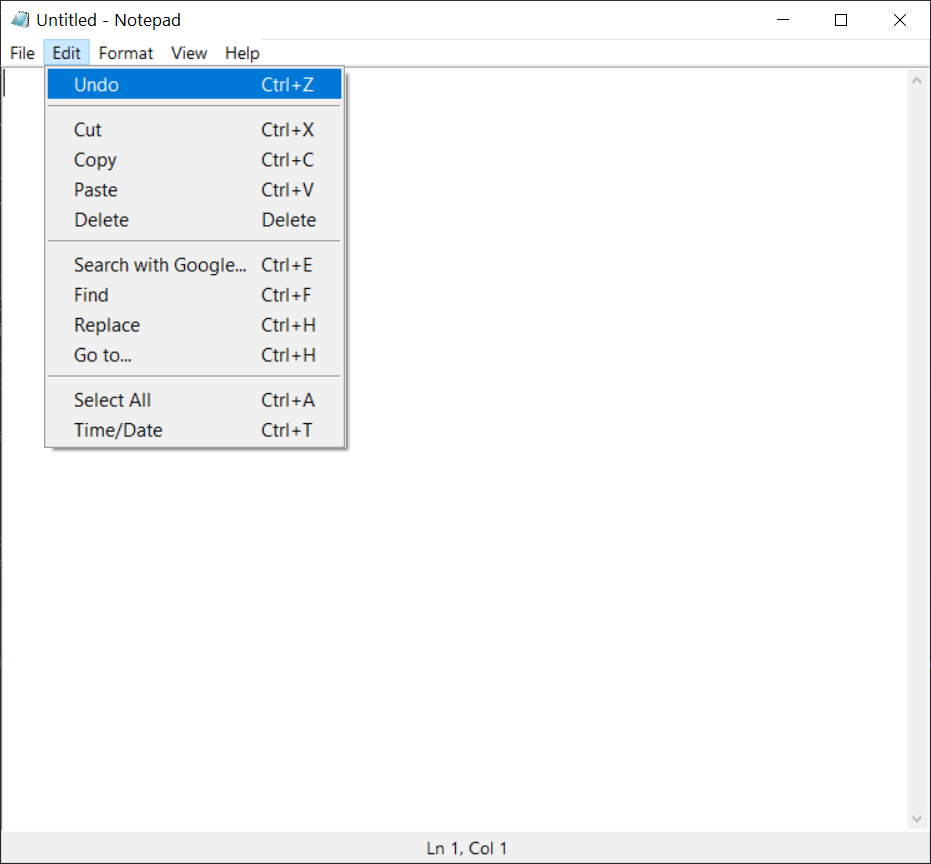 Untitled - Notepad
File Edit Format View Help
Undo Ctrl+Z
Cut Ctrl+X
Copy Ctrl+C
Paste Ctrl+V
Delete Delete
Search with Google... Ctrl+E
Find Ctrl+F
Replace Ctrl+H
Go to... Ctrl+H
Select All Ctrl+A
Time/Date Ctrl+T
Ln 1, Col 1